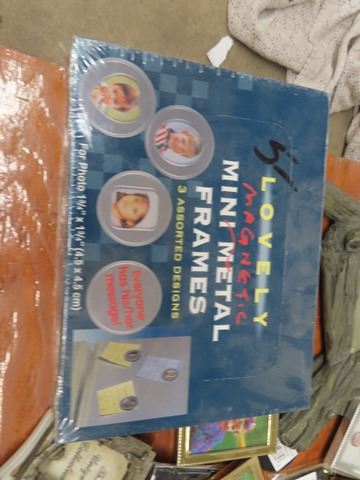 LOVELY
MAGNETIC
MINI METAL
FRAMES
3 ASSORTED DESIGNS
For Photo 1¾" x 1¾" (4.5 x 4.5 cm)
Everyone
has his/her
message!